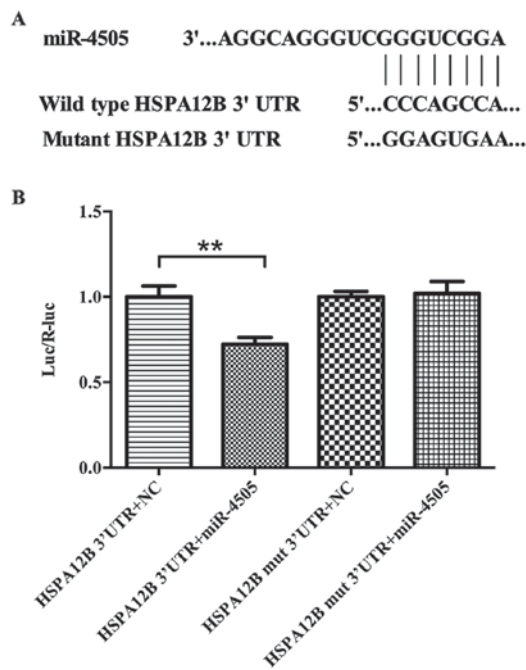 A
miR-4505 3'...AGGCAGGGUCGGGUCGGA
Wild type HSPA12B 3' UTR 5'...CCCAGCCA...
Mutant HSPA12B 3' UTR 5'...GGAGUGAA...
B
**
1.5
1.0
0.5
0.0
Luc/R-luc
HSPA12B 3'UTR+NC
HSPA12B 3'UTR+miR-4505
HSPA12B mut 3'UTR+NC
HSPA12B mut 3'UTR+miR-4505